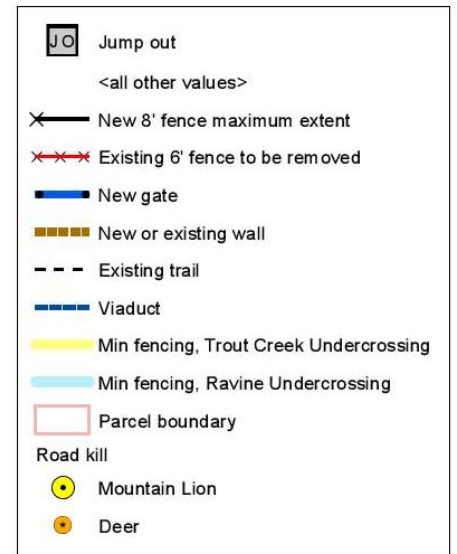 JO Jump out
<all other values>
New 8' fence maximum extent
Existing 6' fence to be removed
New gate
New or existing wall
Existing trail
Viaduct
Min fencing, Trout Creek Undercrossing
Min fencing, Ravine Undercrossing
Parcel boundary
Road kill
Mountain Lion
Deer